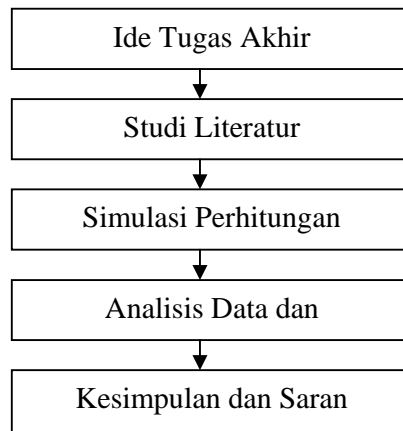 Ide Tugas Akhir
Studi Literatur
Simulasi Perhitungan
Analisis Data dan
Kesimpulan dan Saran